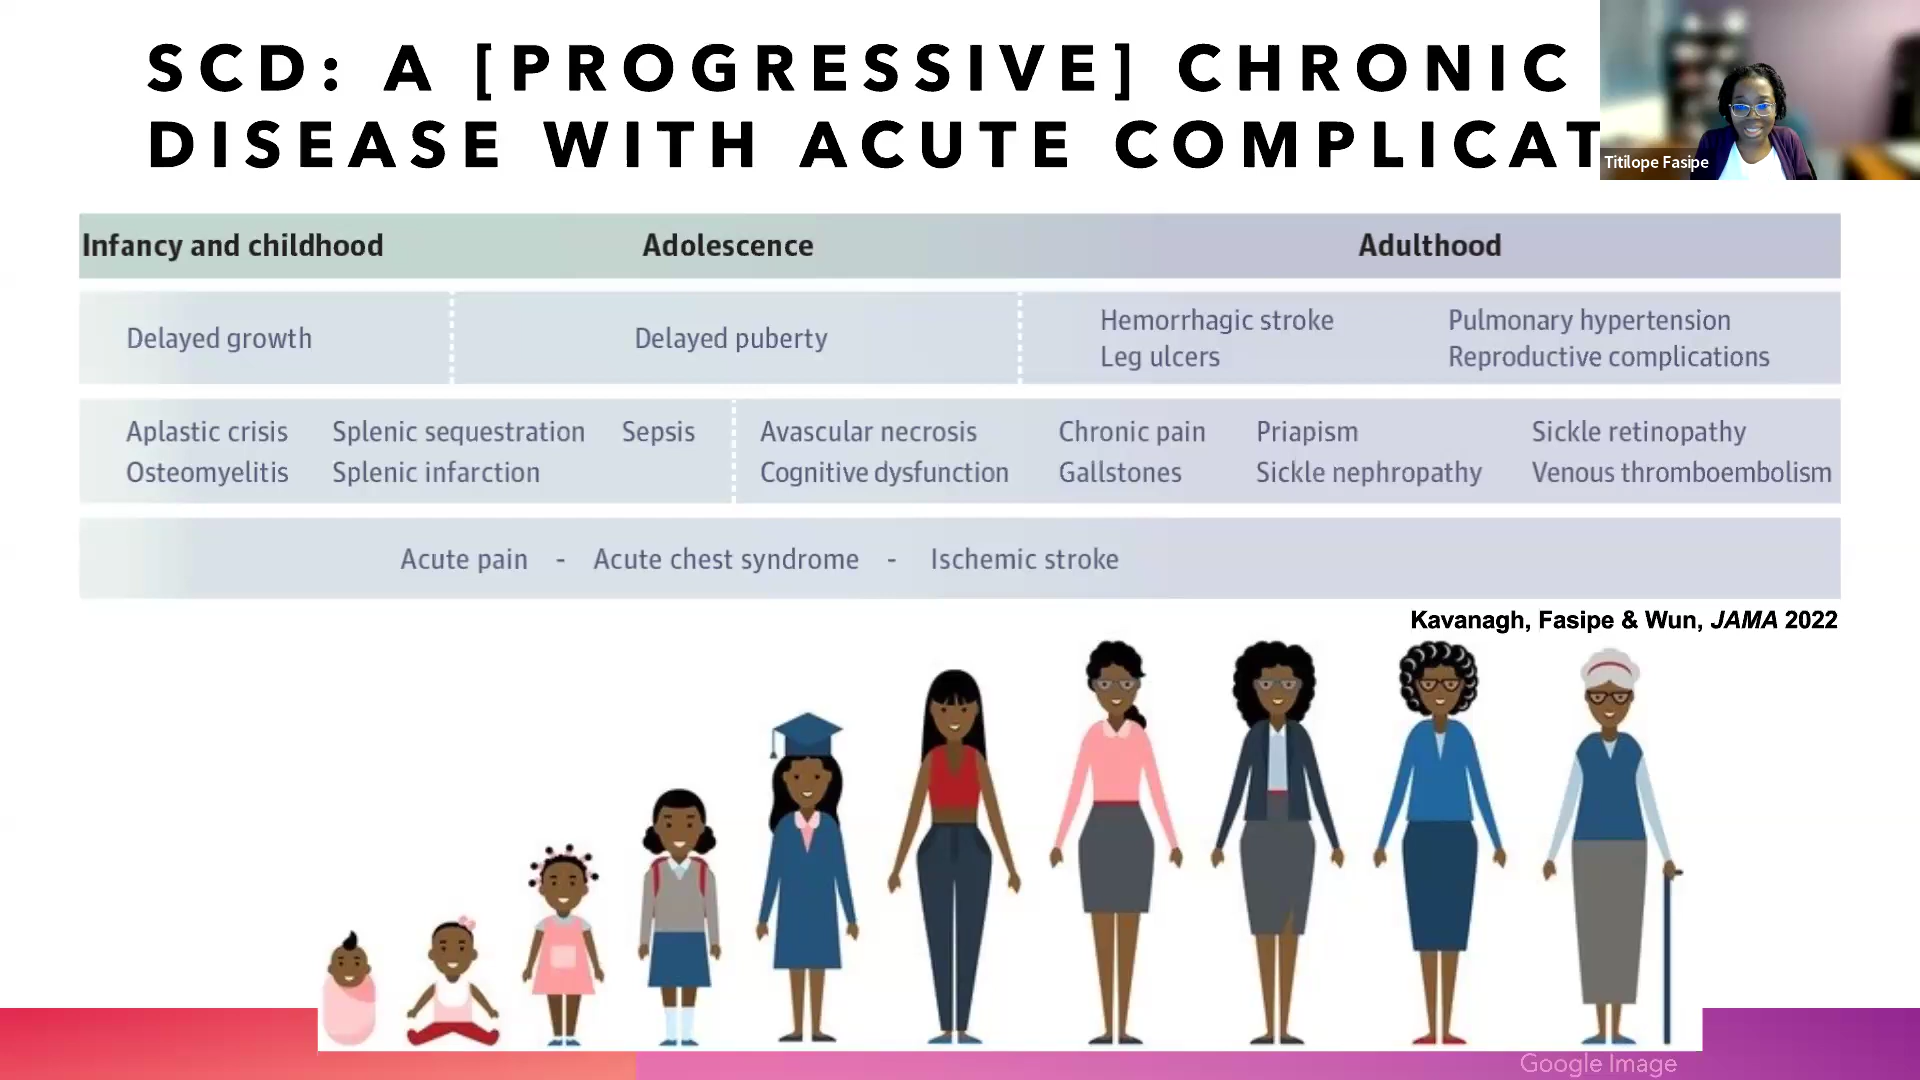 SCD: A [PROGRESSIVE] CHRONIC
DISEASE WITH ACUTE COMPLICAT
Titilope Fasipe
Infancy and childhood Adolescence Adulthood
Delayed growth Delayed puberty
Hemorrhagic stroke Pulmonary hypertension
Leg ulcers Reproductive complications
Aplastic crisis Splenic sequestration Sepsis Avascular necrosis Chronic pain Priapism Sickle retinopathy
Osteomyelitis Splenic infarction Cognitive dysfunction Gallstones Sickle nephropathy Venous thromboembolism
Acute pain - Acute chest syndrome - Ischemic stroke
Kavanagh, Fasipe & Wun, JAMA 2022
Google Image